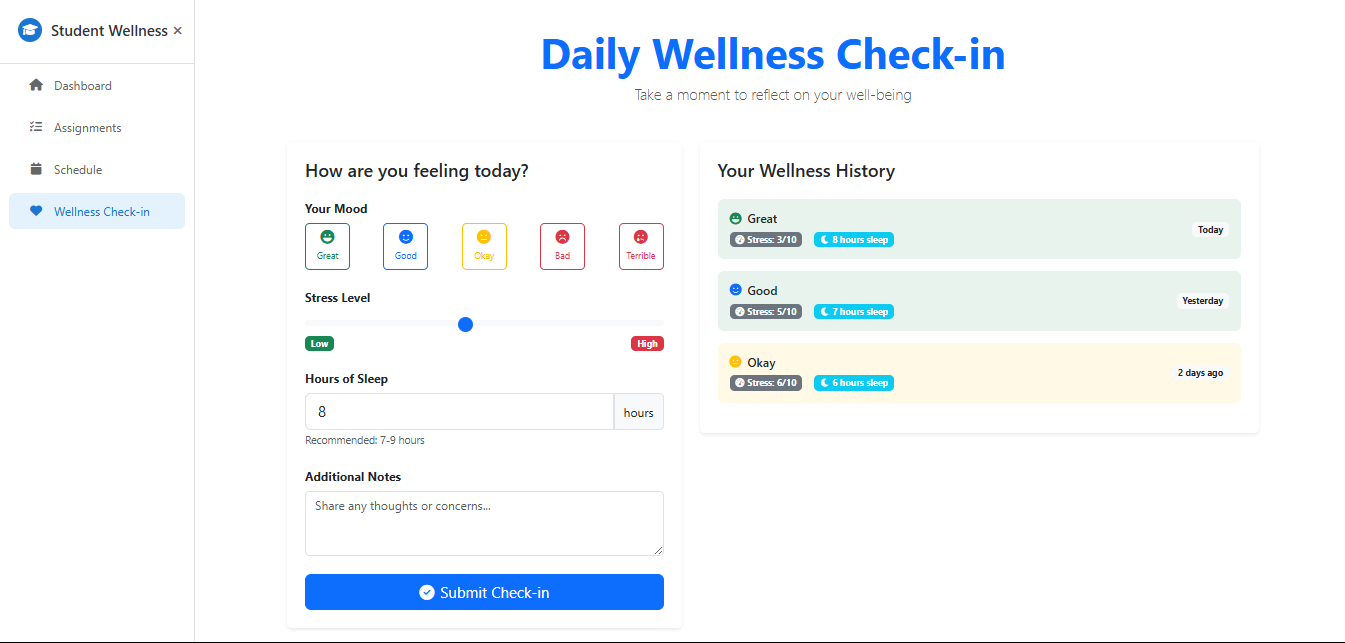 Student Wellness ×
Dashboard
Assignments
Schedule
Wellness Check-in
Daily Wellness Check-in
Take a moment to reflect on your well-being
How are you feeling today?
Your Mood
Great Good Okay Bad Terrible
Stress Level
Low High
Hours of Sleep
8 hours
Recommended: 7-9 hours
Additional Notes
Share any thoughts or concerns...
Submit Check-in
Your Wellness History
Great
Stress: 3/10 8 hours sleep
Today
Good
Stress: 5/10 7 hours sleep
Yesterday
Okay
Stress: 6/10 6 hours sleep
2 days ago